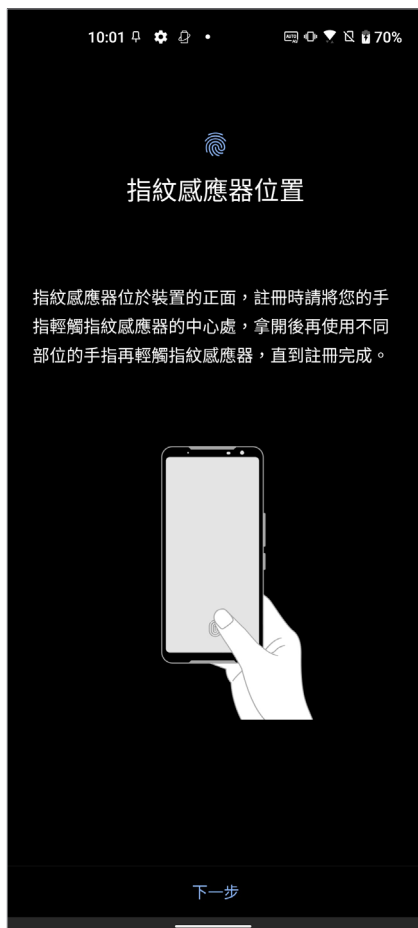 10:01 70%
指紋感應器位置
指紋感應器位於裝置的正面，註冊時請將您的手
指輕觸指紋感應器的中心處，拿開後再使用不同
部位的手指再輕觸指紋感應器，直到註冊完成。
下一步